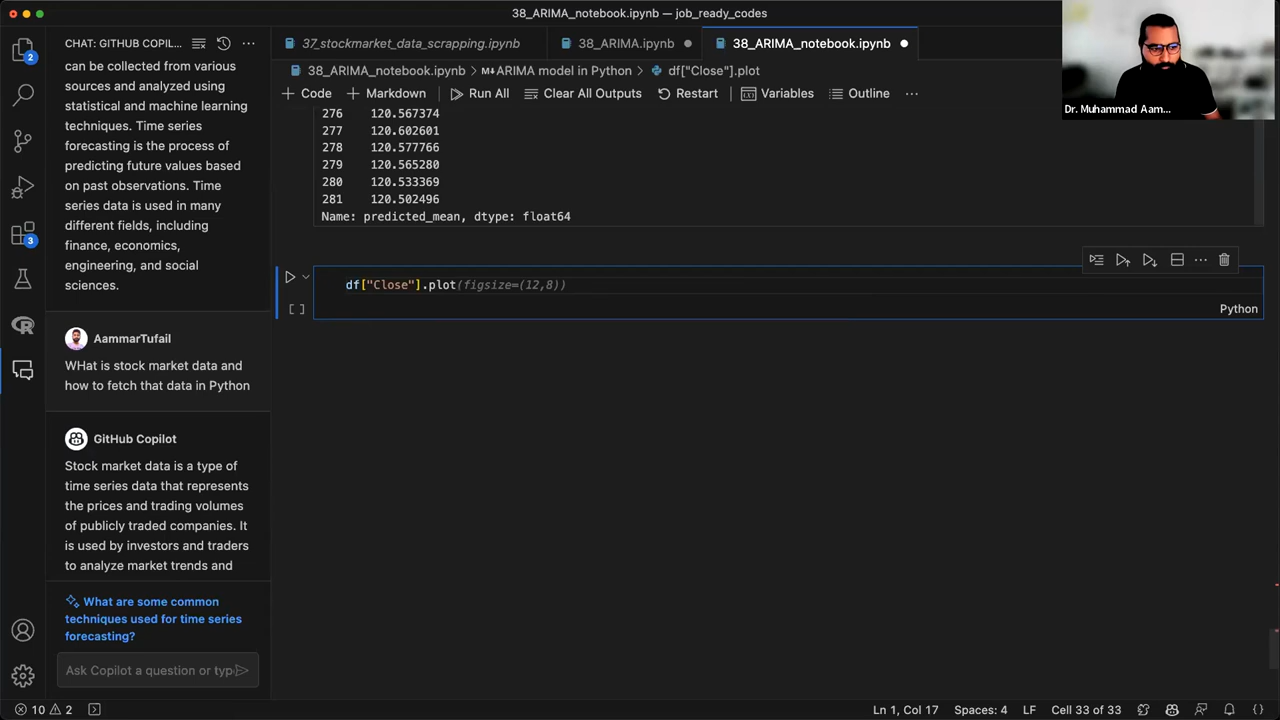 38_ARIMA_notebook.ipynb — job_ready_codes
CHAT: GITHUB COPIL...
37_stockmarket_data_scrapping.ipynb
38_ARIMA.ipynb
38_ARIMA_notebook.ipynb
38_ARIMA_notebook.ipynb > M↓ARIMA model in Python > df["Close"].plot
+ Code + Markdown Run All Clear All Outputs Restart Variables Outline ...
Dr. Muhammad Aam...
2
3
can be collected from various
sources and analyzed using
statistical and machine learning
techniques. Time series
forecasting is the process of
predicting future values based
on past observations. Time
series data is used in many
different fields, including
finance, economics,
engineering, and social
sciences.
AammarTufail
WHat is stock market data and
how to fetch that data in Python
GitHub Copilot
Stock market data is a type of
time series data that represents
the prices and trading volumes
of publicly traded companies. It
is used by investors and traders
to analyze market trends and
What are some common
techniques used for time series
forecasting?
Ask Copilot a question or typ
276 120.567374
277 120.602601
278 120.577766
279 120.565280
280 120.533369
281 120.502496
Name: predicted_mean, dtype: float64
df["Close"].plot(figsize=(12,8))
[ ]
Python
10 2
Ln 1, Col 17 Spaces: 4 LF Cell 33 of 33